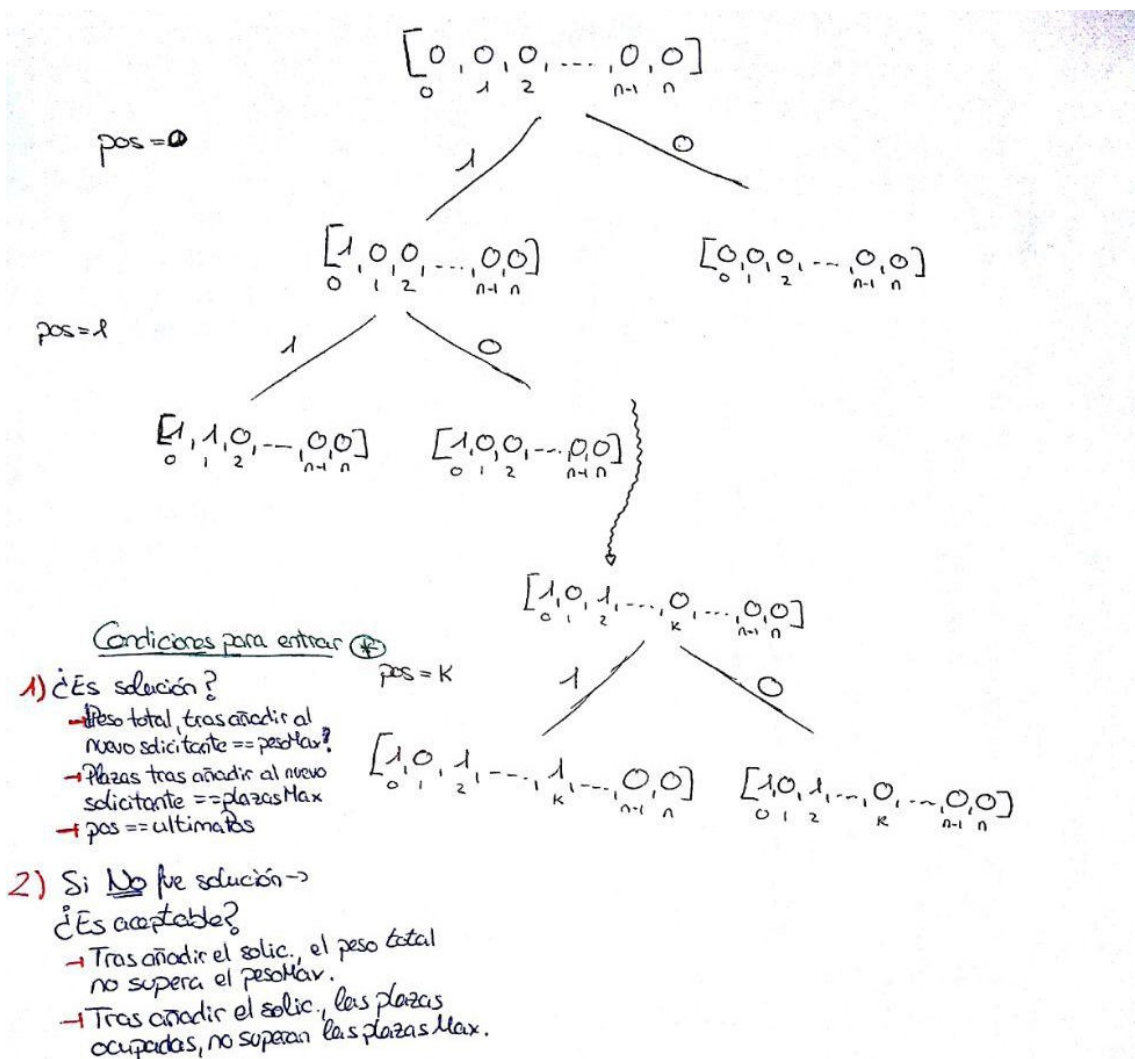 [0, 0, 0, ..., 0, 0]
0 1 2 n-1 n
pos=0
1 0
[1, 0, 0, ..., 0, 0]
0 1 2 n-1 n
[0, 0, 0, ..., 0, 0]
0 1 2 n-1 n
pos=1
1 0
[1, 1, 0, ..., 0, 0]
0 1 2 n-1 n
[1, 0, 0, ... 0, 0]
0 1 2 n-1 n
[1, 0, 1, ..., 0, ..., 0, 0]
0 1 2 K n-1 n
pos=K
1 0
[1, 0, 1, ..., 1, ..., 0, 0]
0 1 2 K n-1 n
[1, 0, 1, ..., 0, ..., 0, 0]
0 1 2 K n-1 n
Condiciones para entrar *
1) ¿Es solución?
→ Peso total, tras añadir al
nuevo solicitante == pesoMax?
→ Plazas tras añadir al nuevo
solicitante == plazasMax
→ pos == ultimaPos
2) Si No fue solución →
¿Es aceptable?
→ Tras añadir el solic., el peso total
no supera el pesoMax.
→ Tras añadir el solic., las plazas
ocupadas, no superan las plazas Max.